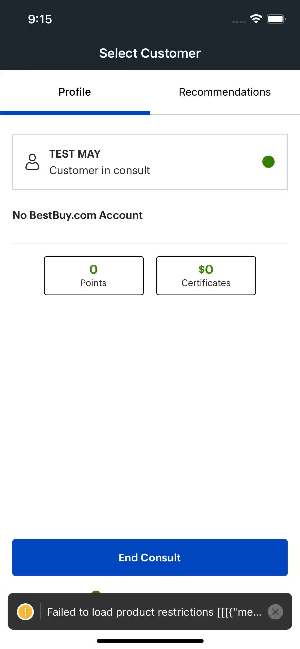 9:15
Select Customer
Profile
Recommendations
TEST MAY
Customer in consult
No BestBuy.com Account
0
Points
$0
Certificates
End Consult
Failed to load product restrictions [[[{"me...